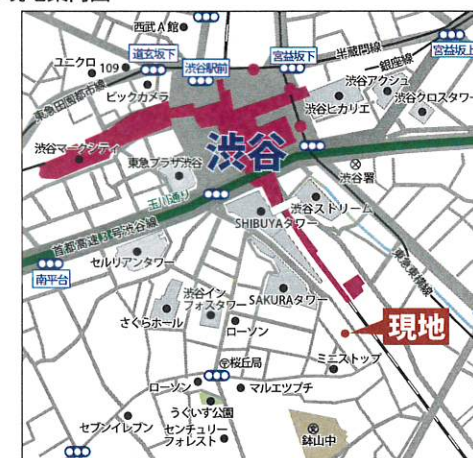 西武A館
道玄坂下
ユニクロ
109
渋谷駅前
宮益坂下
半蔵門線
宮益坂上
銀座線
東急田園都市線
ビックカメラ
渋谷アクシュ
渋谷ヒカリエ
渋谷クロスタワー
渋谷マークシティ
渋谷
東急プラザ渋谷
渋谷署
玉川通り
渋谷ストリーム
首都高速3号渋谷線
SHIBUYAタワー
南平台
セルリアンタワー
東急東横線
渋谷イン
フォスタワー
SAKURAタワー
さくらホール
ローソン
現地
桜丘局
ミニストップ
ローソン
マルエツプチ
うぐいす公園
セブンイレブン
センチュリー
フォレスト
鉢山中